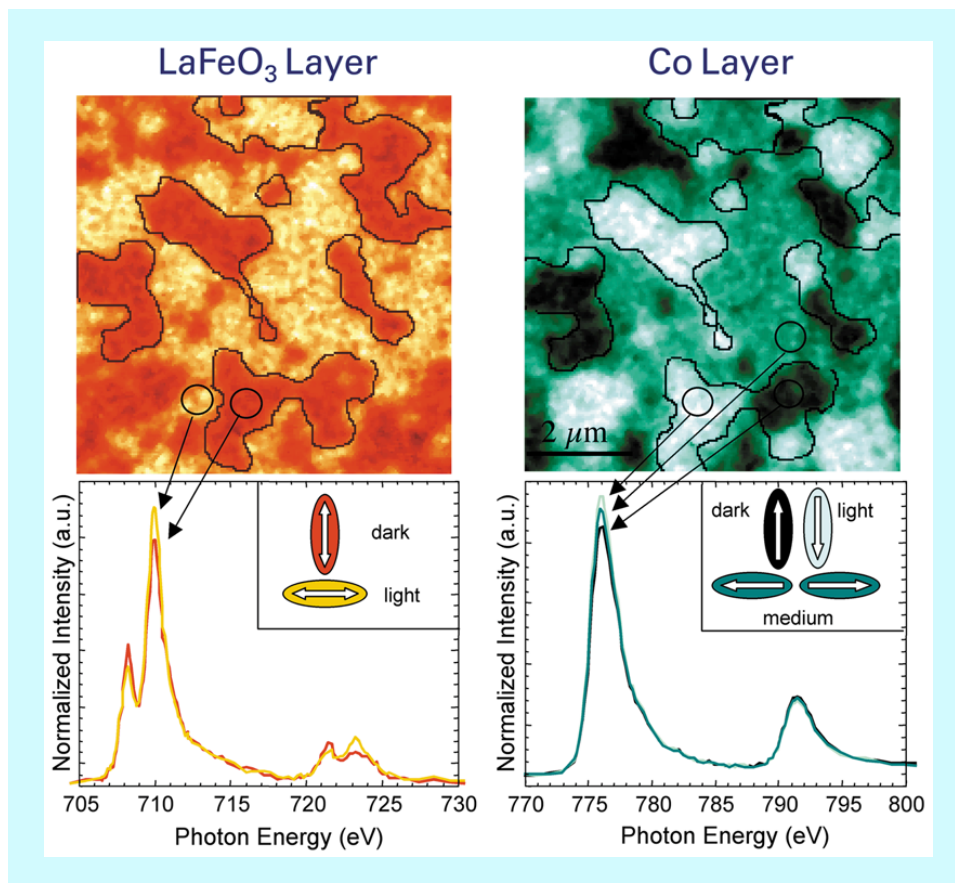 LaFeO₃ Layer
Co Layer
2 μm
Normalized Intensity (a.u.)
dark
light
705 710 715 720 725 730
Photon Energy (eV)
Normalized Intensity (a.u.)
dark
light
medium
770 775 780 785 790 795 800
Photon Energy (eV)